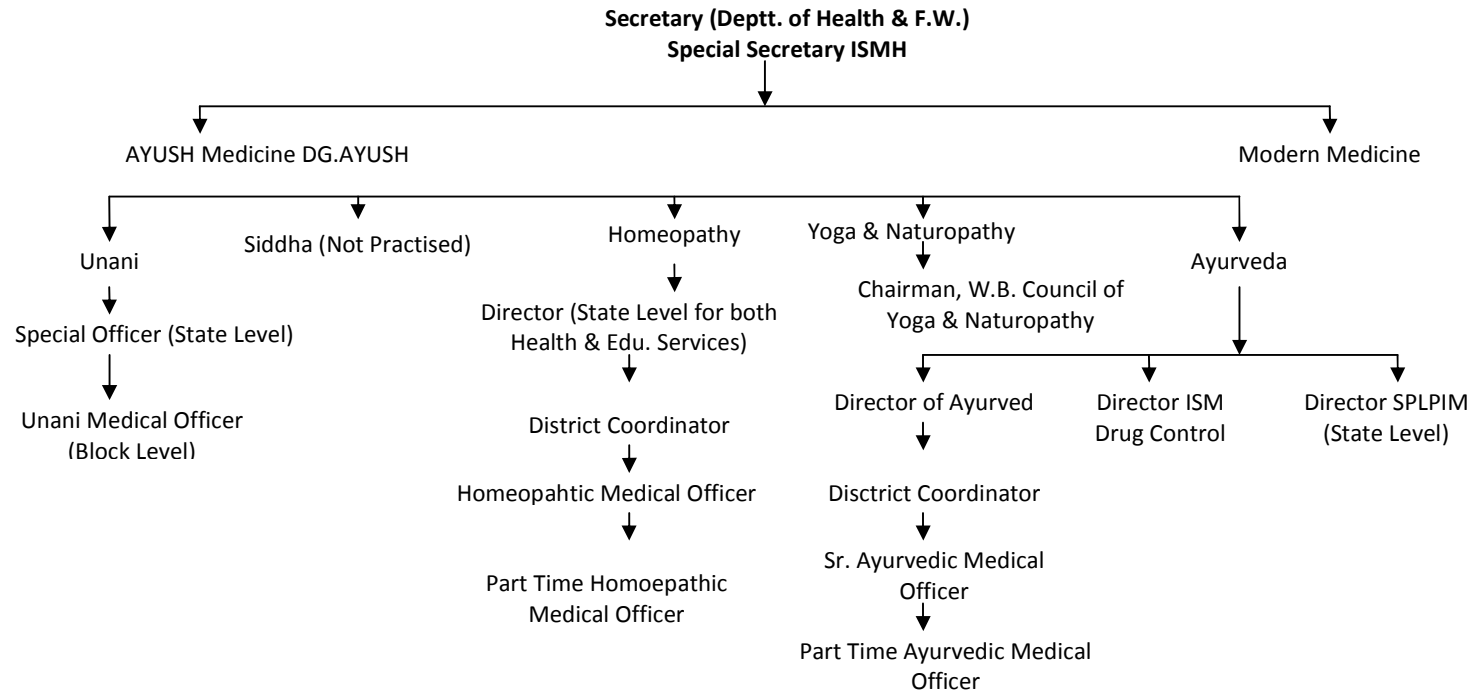 Secretary (Deptt. of Health & F.W.)
Special Secretary ISMH
AYUSH Medicine DG.AYUSH
Modern Medicine
Unani
Siddha (Not Practised)
Homeopathy
Yoga & Naturopathy
Ayurveda
Special Officer (State Level)
Director (State Level for both
Health & Edu. Services)
Chairman, W.B. Council of
Yoga & Naturopathy
Unani Medical Officer
(Block Level)
District Coordinator
Director of Ayurved
Director ISM
Drug Control
Director SPLPIM
(State Level)
Homeopahtic Medical Officer
Disctrict Coordinator
Part Time Homoepathic
Medical Officer
Sr. Ayurvedic Medical
Officer
Part Time Ayurvedic Medical
Officer